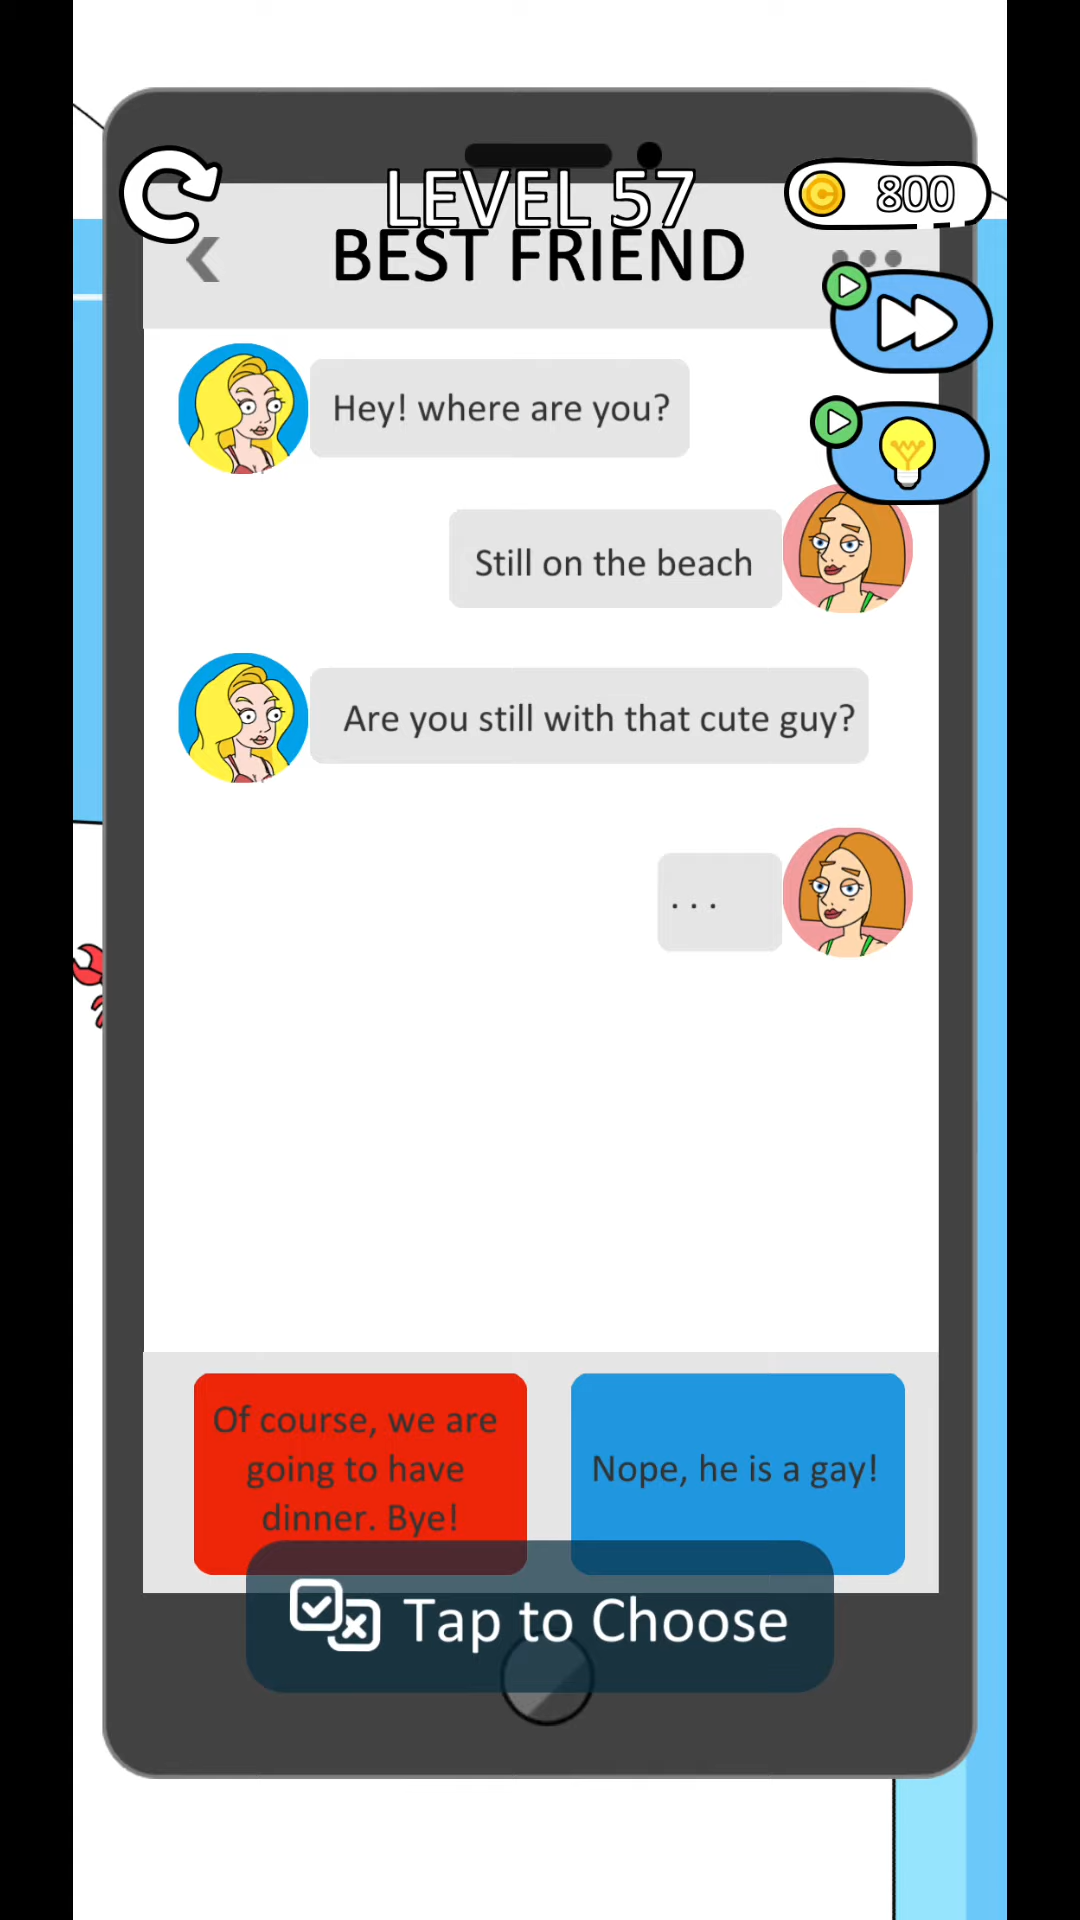 LEVEL 57
800
BEST FRIEND
Hey! where are you?
Still on the beach
Are you still with that cute guy?
...
Of course, we are
going to have
dinner. Bye!
Nope, he is a gay!
Tap to Choose